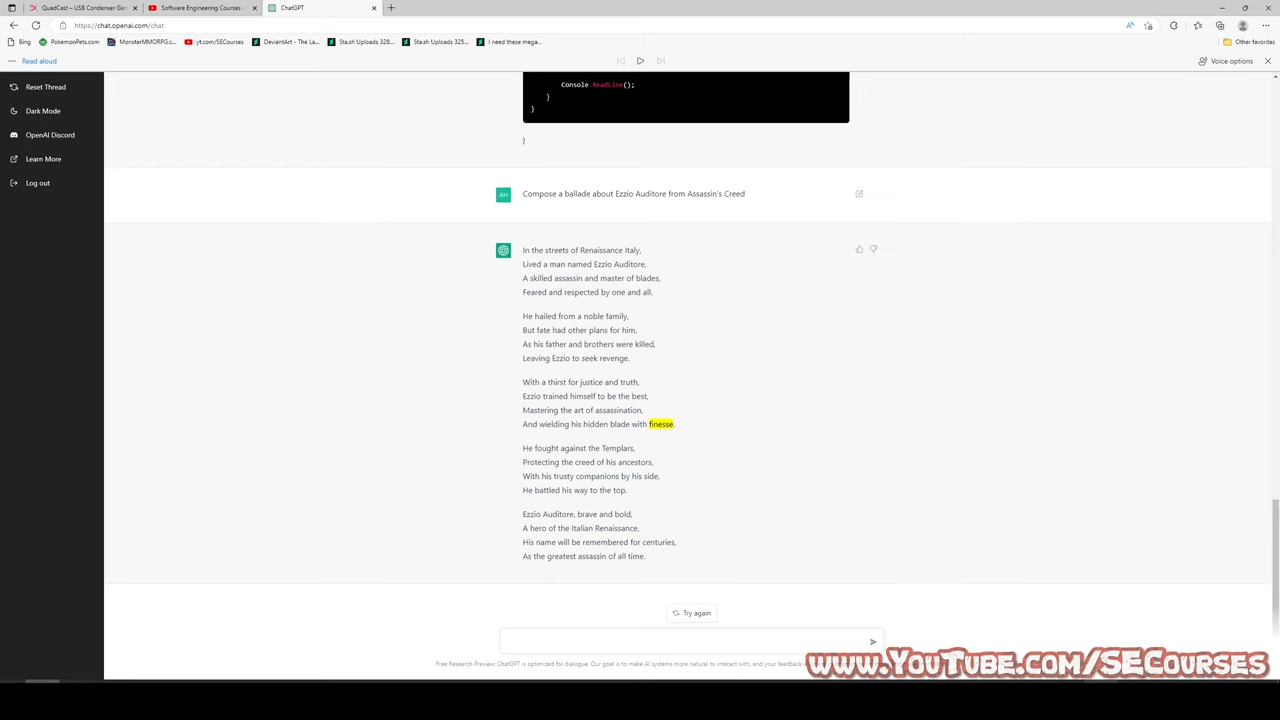 QuadCast – USB Condenser Gan
Software Engineering Courses -
ChatGPT
https://chat.openai.com/chat
Bing
PokemonPets.com
MonsterMMORPG.c...
yt.com/SECourses
DeviantArt - The La...
Sta.sh Uploads 328...
Sta.sh Uploads 325...
I need these mega...
Other favorites
Read aloud
Voice options
Reset Thread
Dark Mode
OpenAI Discord
Learn More
Log out
Console.ReadLine();
}
}
}
AH
Compose a ballade about Ezzio Auditore from Assassin's Creed
In the streets of Renaissance Italy,
Lived a man named Ezzio Auditore,
A skilled assassin and master of blades,
Feared and respected by one and all.
He hailed from a noble family,
But fate had other plans for him,
As his father and brothers were killed,
Leaving Ezzio to seek revenge.
With a thirst for justice and truth,
Ezzio trained himself to be the best,
Mastering the art of assassination,
And wielding his hidden blade with finesse.
He fought against the Templars,
Protecting the creed of his ancestors,
With his trusty companions by his side,
He battled his way to the top.
Ezzio Auditore, brave and bold,
A hero of the Italian Renaissance,
His name will be remembered for centuries,
As the greatest assassin of all time.
Try again
Free Research Preview: ChatGPT is optimized for dialogue. Our goal is to make AI systems more natural to interact with, and your feedback
www.YouTube.com/SECourses